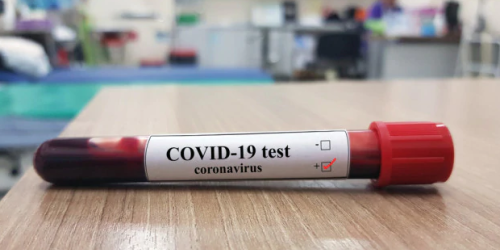 COVID-19 test
coronavirus
-
+